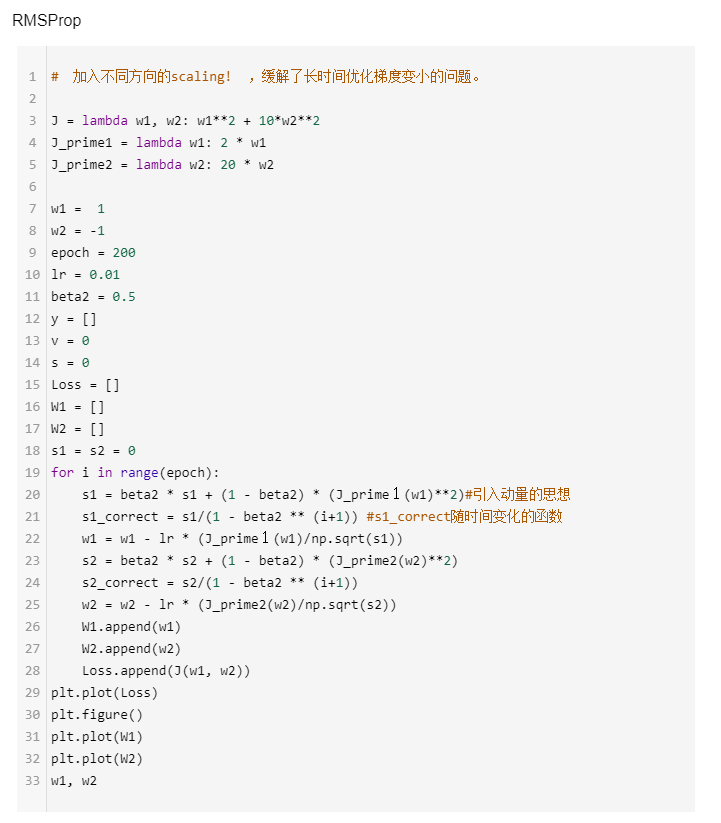 RMSProp
1 #  加入不同方向的scaling!  ，缓解了长时间优化梯度变小的问题。
2
3 J = lambda w1, w2: w1**2 + 10*w2**2
4 J_prime1 = lambda w1: 2 * w1
5 J_prime2 = lambda w2: 20 * w2
6
7 w1 =  1
8 w2 = -1
9 epoch = 200
10 lr = 0.01
11 beta2 = 0.5
12 y = []
13 v = 0
14 s = 0
15 Loss = []
16 W1 = []
17 W2 = []
18 s1 = s2 = 0
19 for i in range(epoch):
20     s1 = beta2 * s1 + (1 - beta2) * (J_prime1(w1)**2)#引入动量的思想
21     s1_correct = s1/(1 - beta2 ** (i+1)) #s1_correct随时间变化的函数
22     w1 = w1 - lr * (J_prime1(w1)/np.sqrt(s1))
23     s2 = beta2 * s2 + (1 - beta2) * (J_prime2(w2)**2)
24     s2_correct = s2/(1 - beta2 ** (i+1))
25     w2 = w2 - lr * (J_prime2(w2)/np.sqrt(s2))
26     W1.append(w1)
27     W2.append(w2)
28     Loss.append(J(w1, w2))
29 plt.plot(Loss)
30 plt.figure()
31 plt.plot(W1)
32 plt.plot(W2)
33 w1, w2